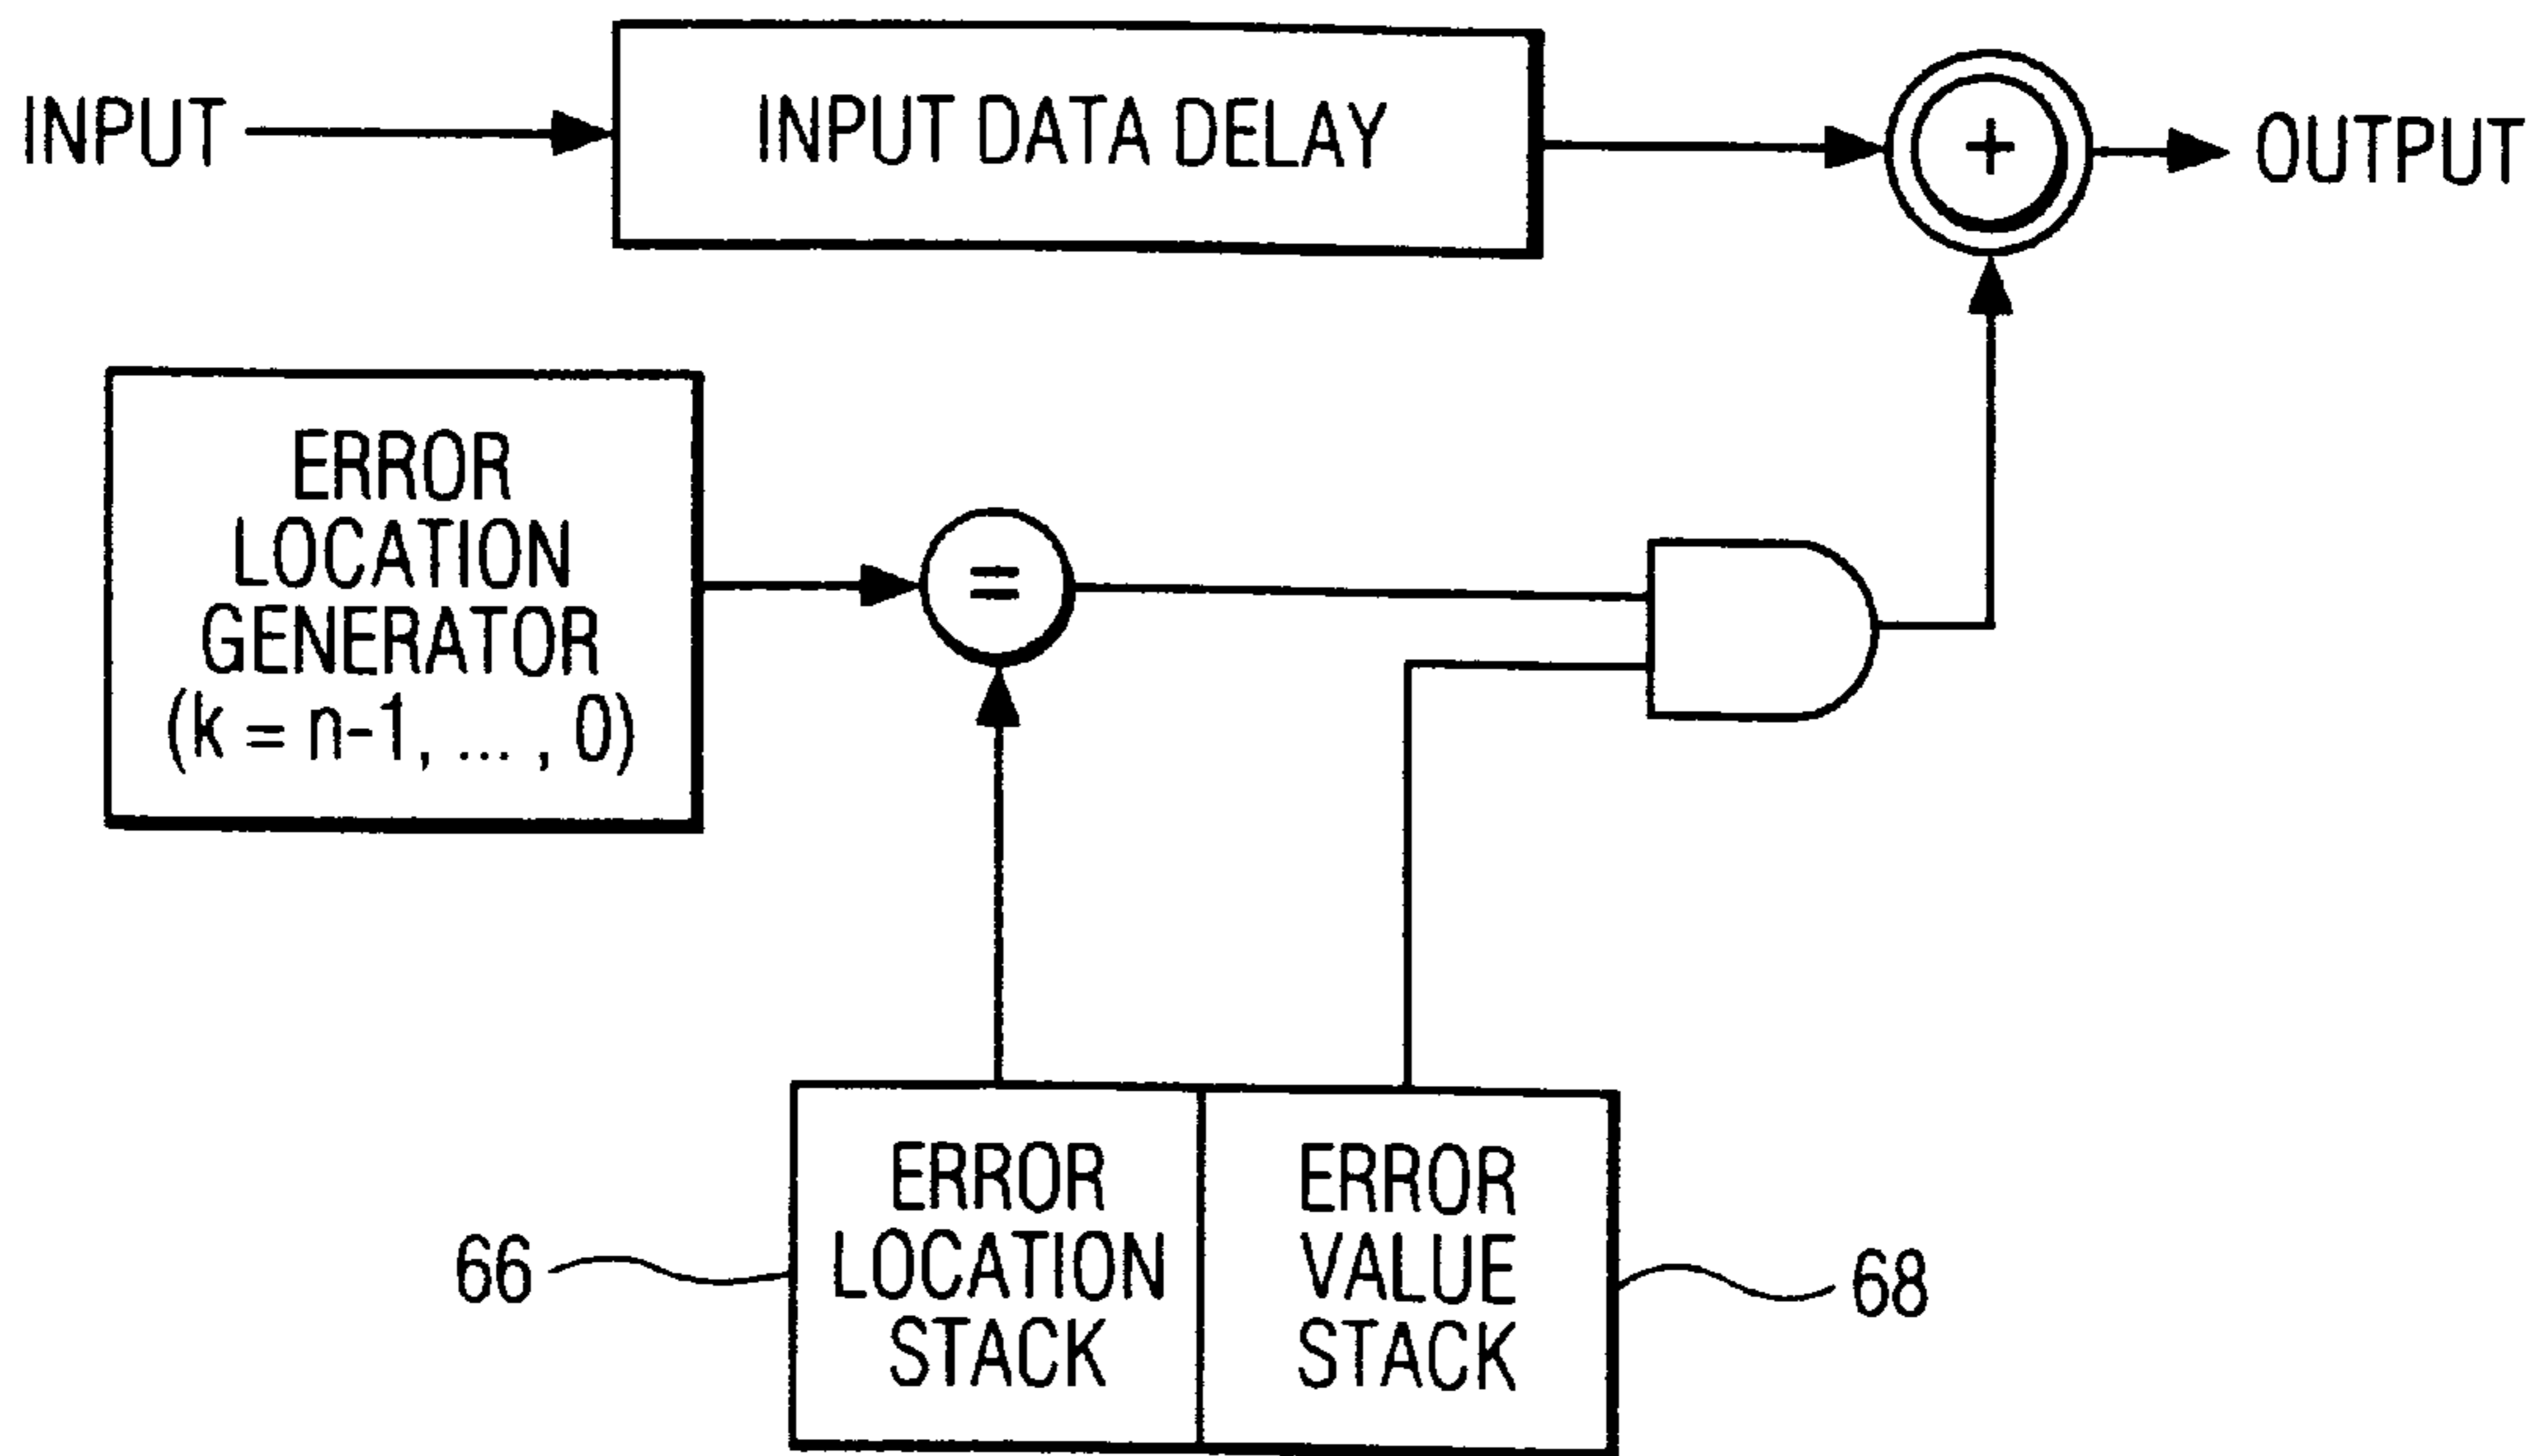 INPUT
INPUT DATA DELAY
+
OUTPUT
ERROR
LOCATION
GENERATOR
(k = n-1, ... , 0)
=
ERROR
LOCATION
STACK
ERROR
VALUE
STACK
66
68